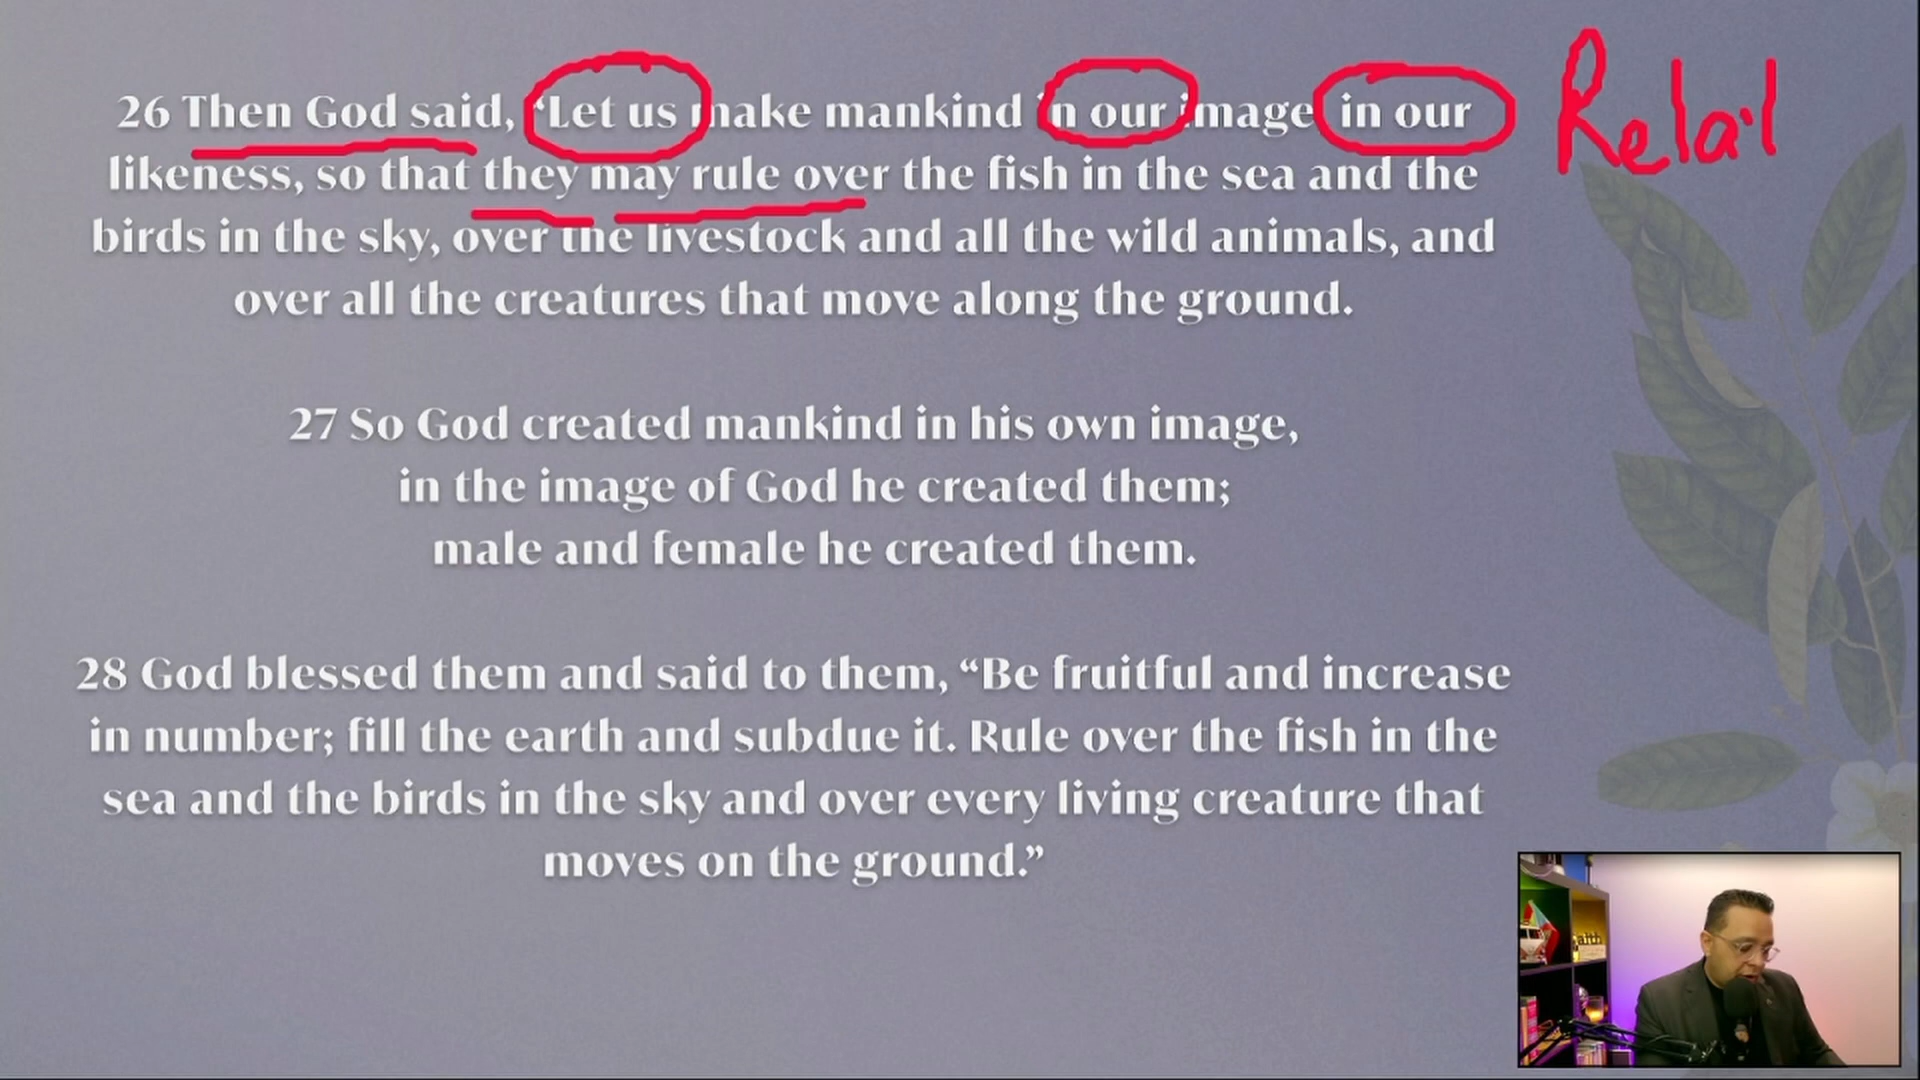 26 Then God said, “Let us make mankind in our image in our
likeness, so that they may rule over the fish in the sea and the
birds in the sky, over the livestock and all the wild animals, and
over all the creatures that move along the ground.
27 So God created mankind in his own image,
in the image of God he created them;
male and female he created them.
28 God blessed them and said to them, “Be fruitful and increase
in number; fill the earth and subdue it. Rule over the fish in the
sea and the birds in the sky and over every living creature that
moves on the ground.”